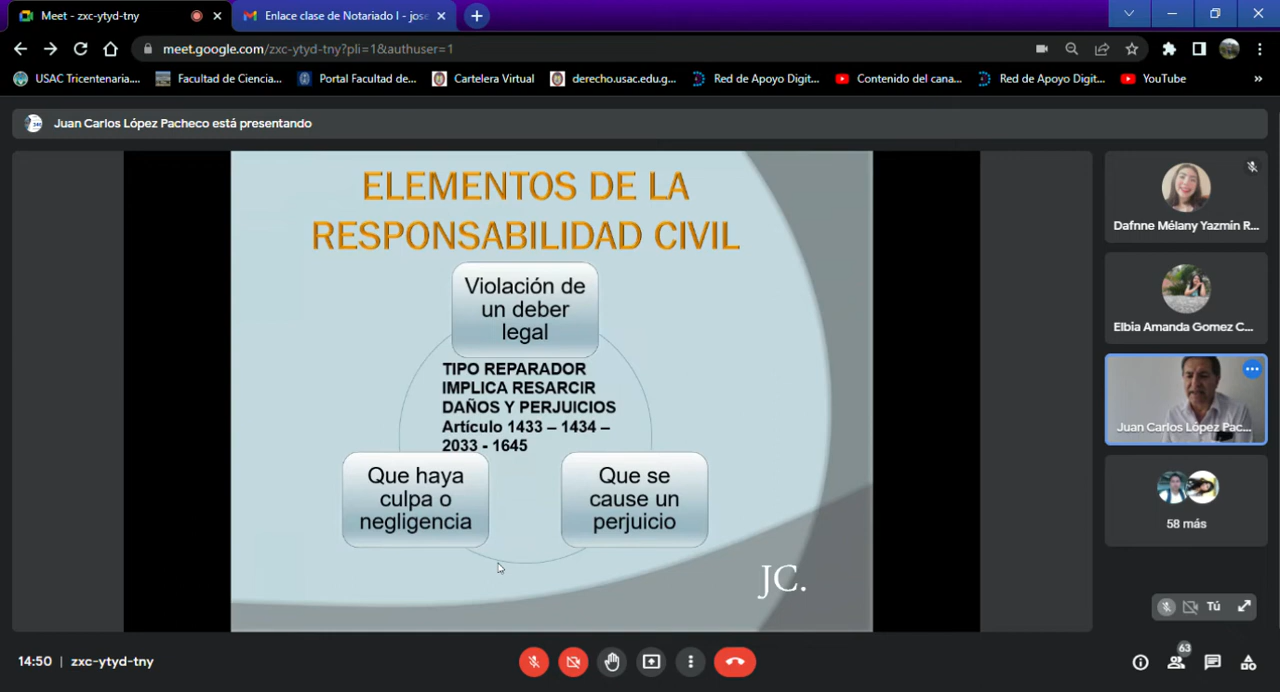 Meet - zxc-ytyd-tny
Enlace clase de Notariado I - jose
meet.google.com/zxc-ytyd-tny?pli=1&authuser=1
USAC Tricentenaria....
Facultad de Ciencia...
Portal Facultad de...
Cartelera Virtual
derecho.usac.edu.g...
Red de Apoyo Digit...
Contenido del cana...
Red de Apoyo Digit...
YouTube
Juan Carlos López Pacheco está presentando
ELEMENTOS DE LA
RESPONSABILIDAD CIVIL
Violación de
un deber
legal
TIPO REPARADOR
IMPLICA RESARCIR
DAÑOS Y PERJUICIOS
Artículo 1433 – 1434 –
2033 - 1645
Que haya
culpa o
negligencia
Que se
cause un
perjuicio
JC.
Dafnne Mélany Yazmín R...
Elbia Amanda Gomez C...
Juan Carlos López Pac...
58 más
Tú
14:50 | zxc-ytyd-tny
63